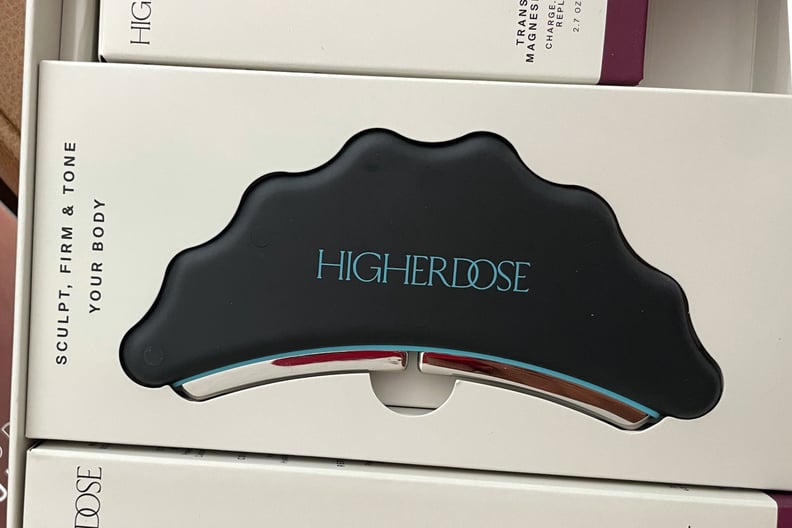 HIG
TRANS
MAGNES
CHARGE.
REPL
2.7 OZ
SCULPT, FIRM & TONE
YOUR BODY
HIGHERDOSE
DOSE